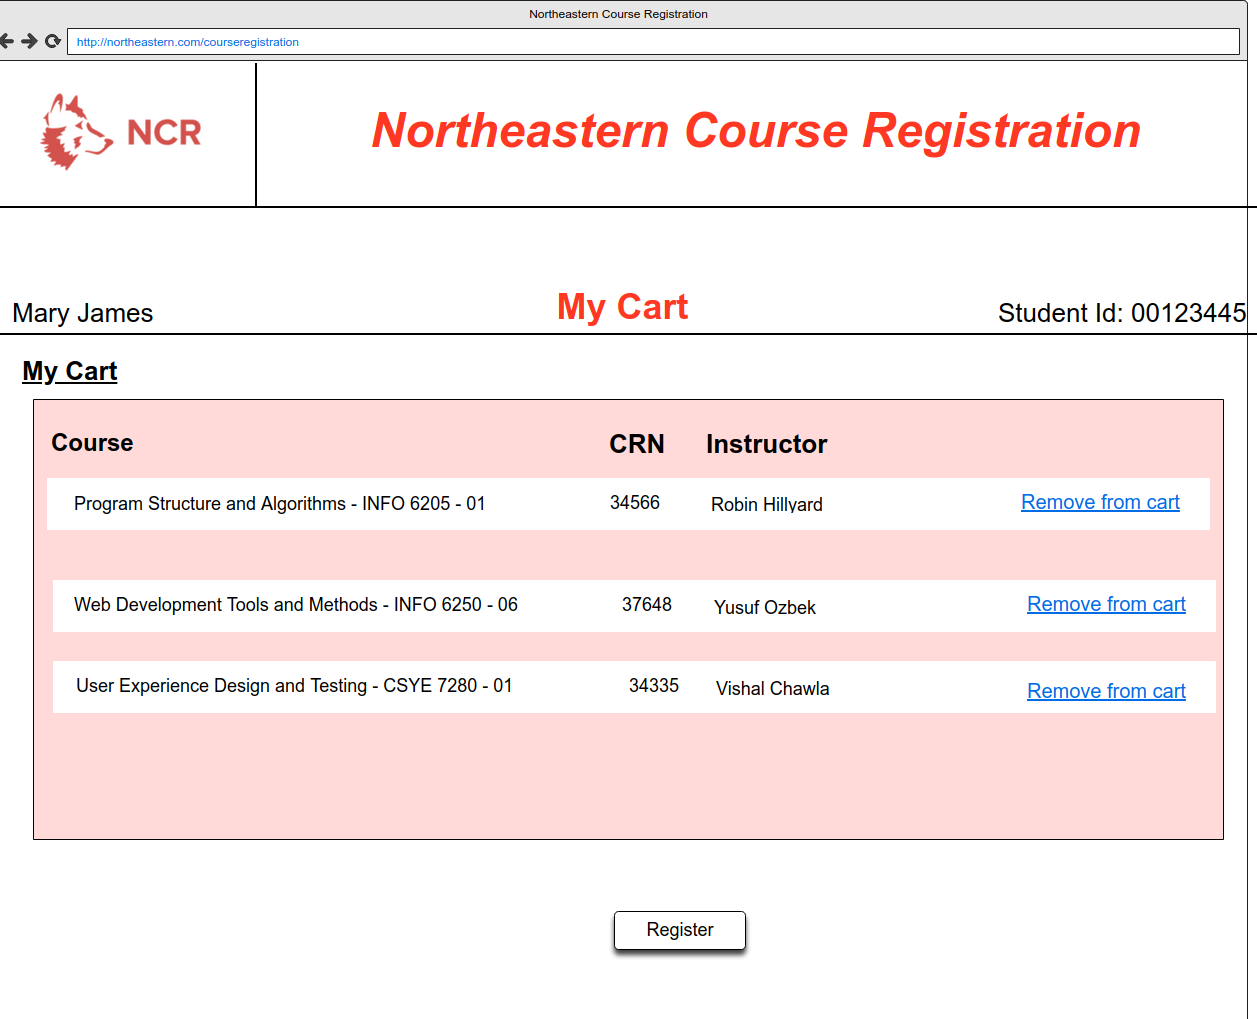 Northeastern Course Registration
http://northeastern.com/courseregistration
NCR
Northeastern Course Registration
Mary James My Cart Student Id: 00123445
My Cart
Course CRN Instructor
Program Structure and Algorithms - INFO 6205 - 01 34566 Robin Hillyard Remove from cart
Web Development Tools and Methods - INFO 6250 - 06 37648 Yusuf Ozbek Remove from cart
User Experience Design and Testing - CSYE 7280 - 01 34335 Vishal Chawla Remove from cart
Register